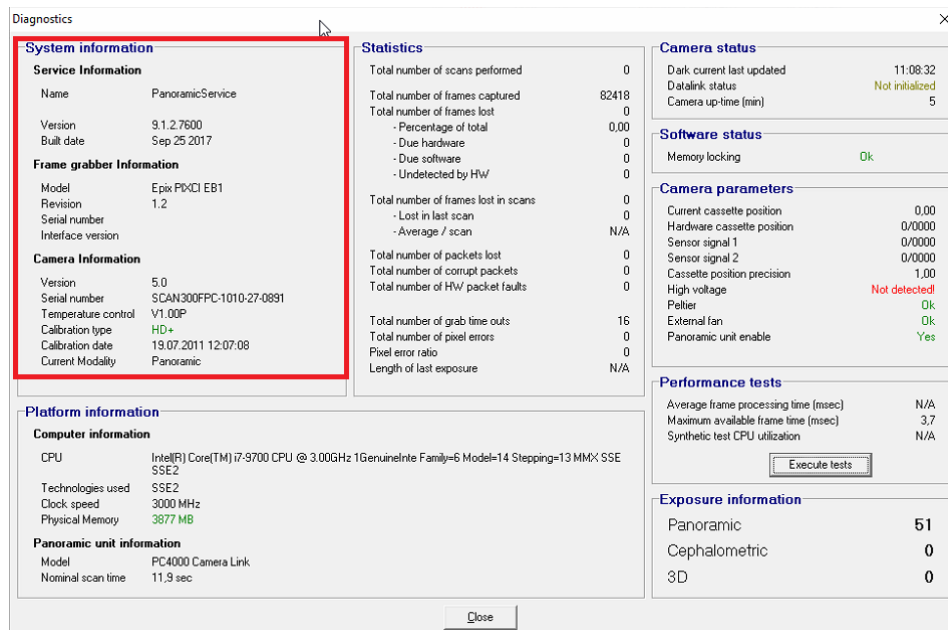 Diagnostics
System information
Service Information
Name PanoramicService
Version 9.1.2.7600
Built date Sep 25 2017
Frame grabber Information
Model Epix PIXCI EB1
Revision 1.2
Serial number
Interface version
Camera Information
Version 5.0
Serial number SCAN300FPC-1010-27-0891
Temperature control V1.00P
Calibration type HD+
Calibration date 19.07.2011 12:07:08
Current Modality Panoramic
Statistics
Total number of scans performed 0
Total number of frames captured 82418
Total number of frames lost 0
- Percentage of total 0,00
- Due hardware 0
- Due software 0
- Undetected by HW 0
Total number of frames lost in scans 0
- Lost in last scan 0
- Average / scan N/A
Total number of packets lost 0
Total number of corrupt packets 0
Total number of HW packet faults 0
Total number of grab time outs 16
Total number of pixel errors 0
Pixel error ratio 0
Length of last exposure N/A
Camera status
Dark current last updated 11:08:32
Datalink status Not initialized
Camera up-time (min) 5
Software status
Memory locking Ok
Camera parameters
Current cassette position 0,00
Hardware cassette position 0/0000
Sensor signal 1 0/0000
Sensor signal 2 0/0000
Cassette position precision 1,00
High voltage Not detected!
Peltier Ok
External fan Ok
Panoramic unit enable Yes
Platform information
Computer information
CPU Intel(R) Core(TM) i7-9700 CPU @ 3.00GHz 1GenuineInte Family=6 Model=14 Stepping=13 MMX SSE
SSE2
Technologies used SSE2
Clock speed 3000 MHz
Physical Memory 3877 MB
Panoramic unit information
Model PC4000 Camera Link
Nominal scan time 11,9 sec
Performance tests
Average frame processing time (msec) N/A
Maximum available frame time (msec) 3,7
Synthetic test CPU utilization N/A
Execute tests
Exposure information
Panoramic 51
Cephalometric 0
3D 0
Close